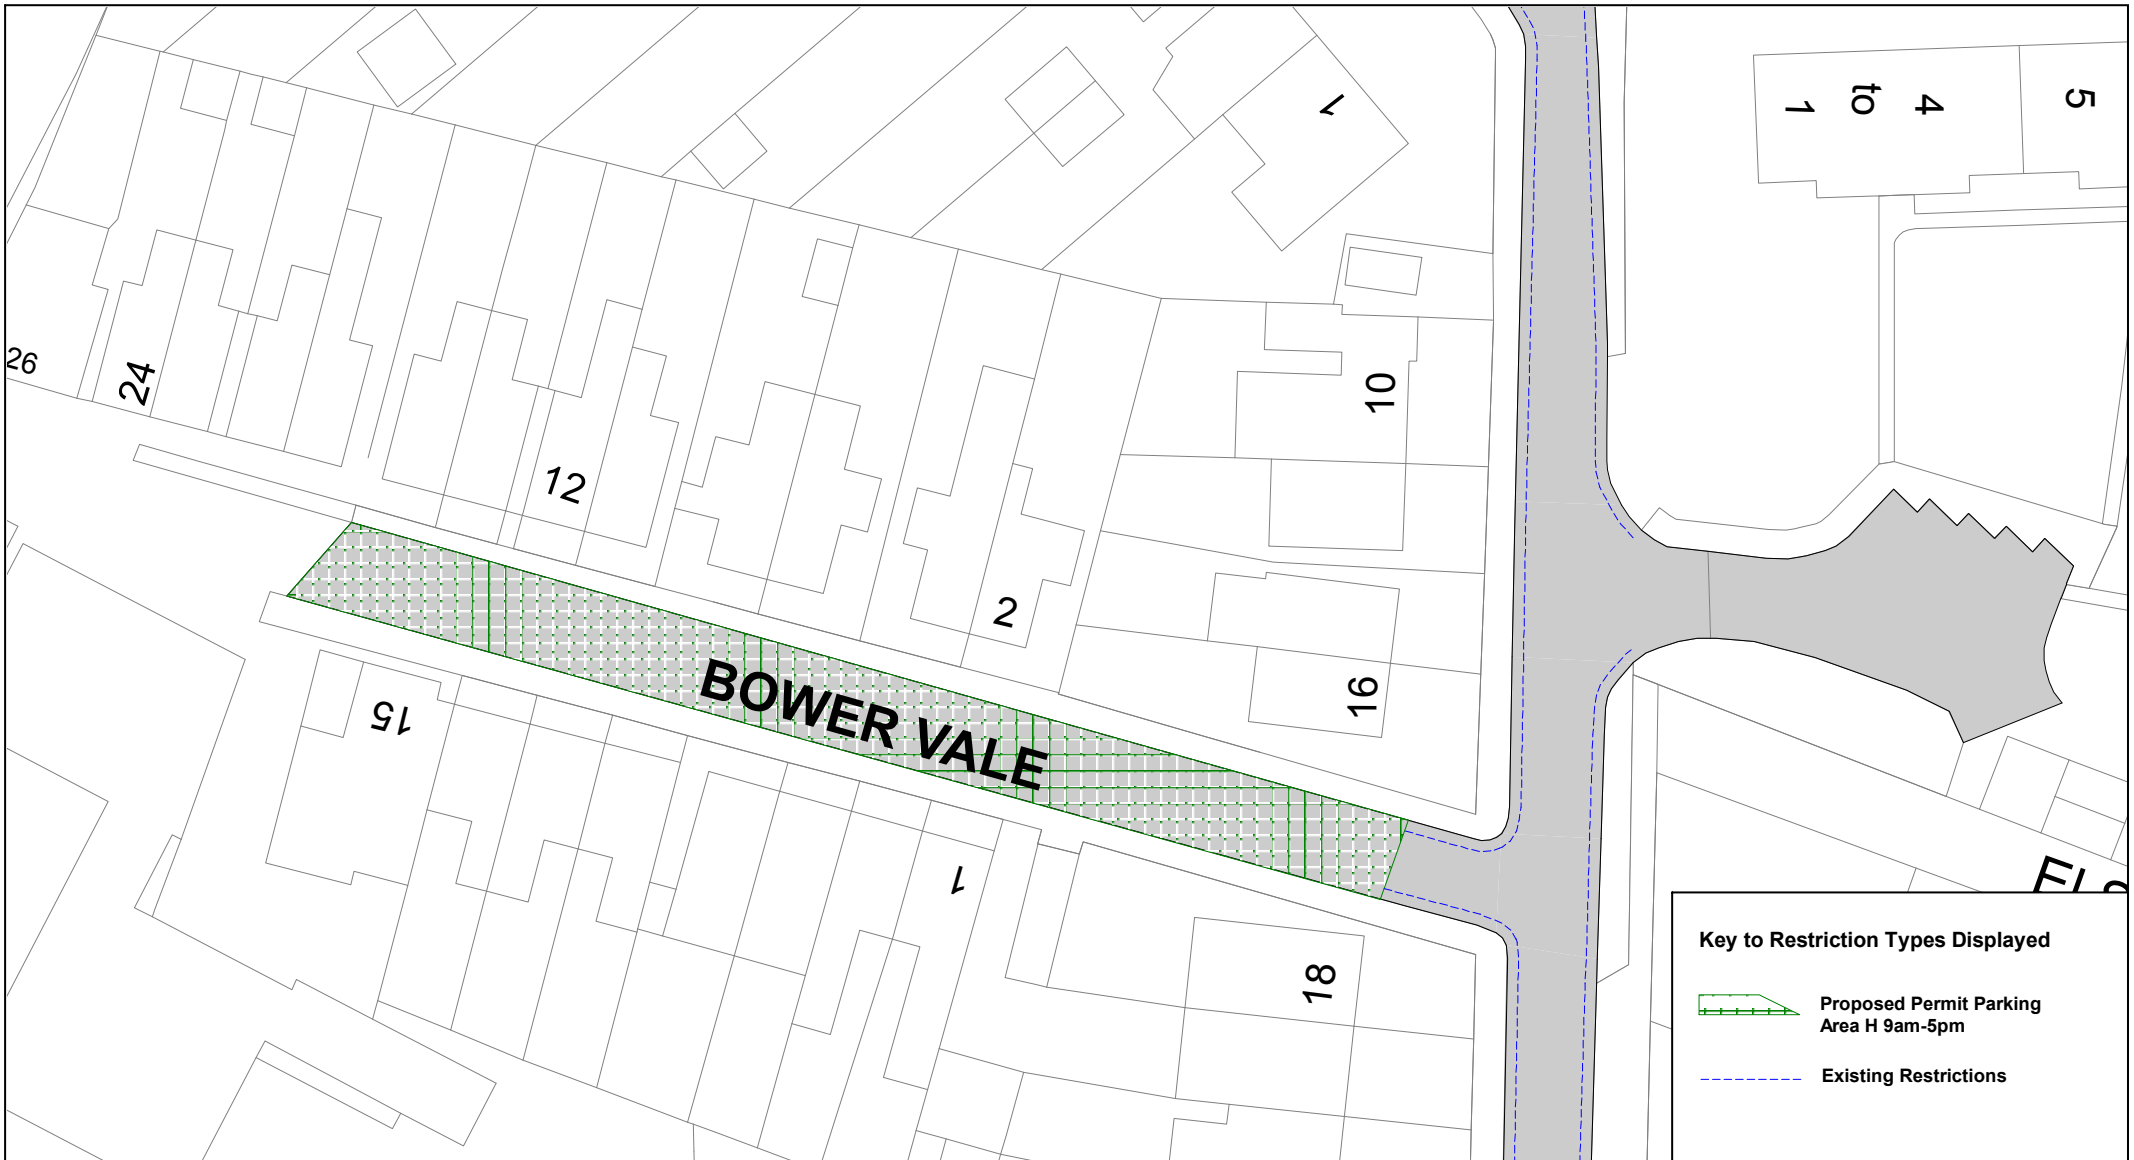 1
1 to 4
5
26
24
10
12
2
16
15
BOWER VALE
1
18
Key to Restriction Types Displayed
Proposed Permit Parking
Area H 9am-5pm
Existing Restrictions